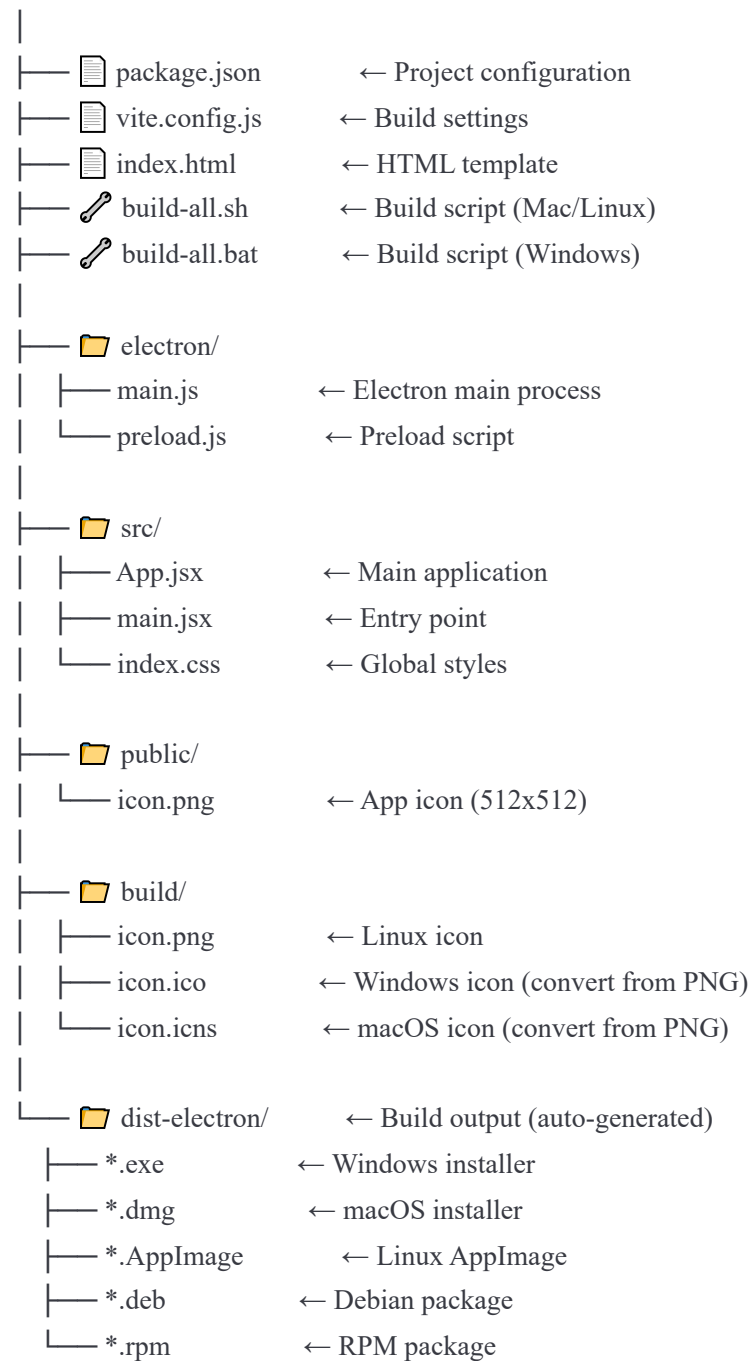 │
├── 📄 package.json ← Project configuration
├── 📄 vite.config.js ← Build settings
├── 📄 index.html ← HTML template
├── 🔧 build-all.sh ← Build script (Mac/Linux)
├── 🔧 build-all.bat ← Build script (Windows)
│
├── 📁 electron/
│ ├── main.js ← Electron main process
│ └── preload.js ← Preload script
│
├── 📁 src/
│ ├── App.jsx ← Main application
│ ├── main.jsx ← Entry point
│ └── index.css ← Global styles
│
├── 📁 public/
│ └── icon.png ← App icon (512x512)
│
├── 📁 build/
│ ├── icon.png ← Linux icon
│ ├── icon.ico ← Windows icon (convert from PNG)
│ └── icon.icns ← macOS icon (convert from PNG)
│
└── 📁 dist-electron/ ← Build output (auto-generated)
├── *.exe ← Windows installer
├── *.dmg ← macOS installer
├── *.AppImage ← Linux AppImage
├── *.deb ← Debian package
└── *.rpm ← RPM package